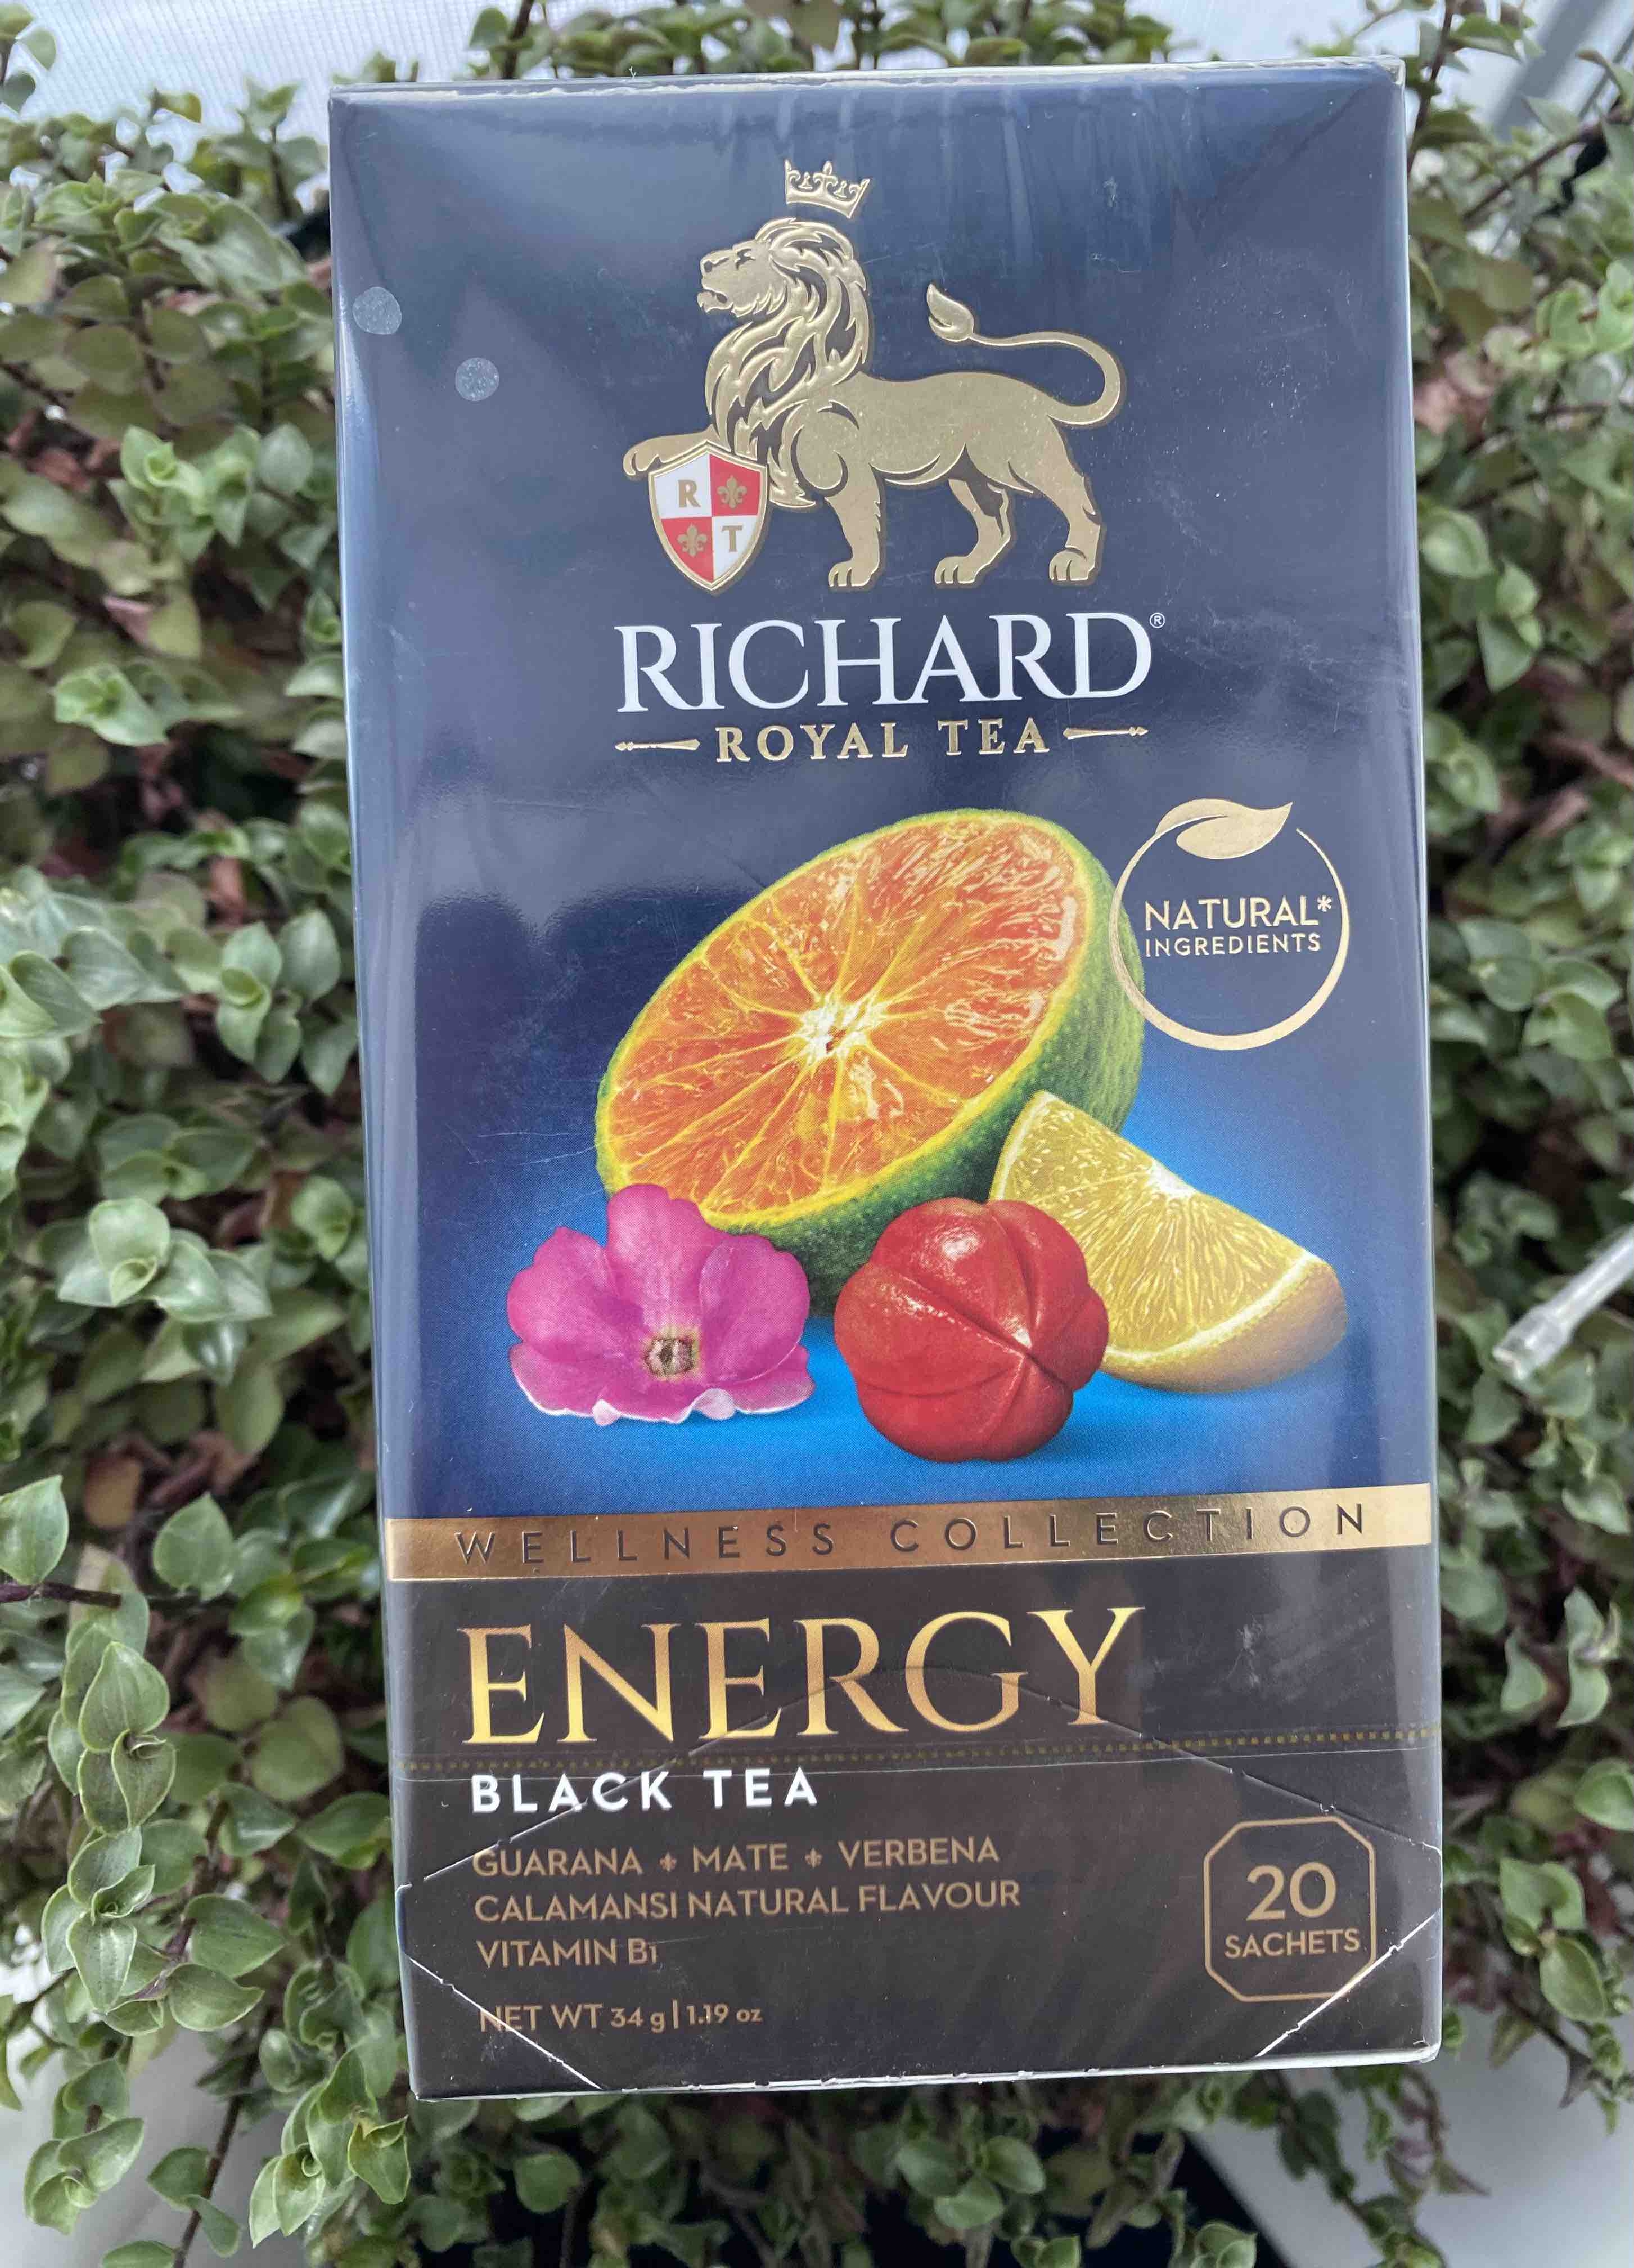 R
T
RICHARD®
ROYAL TEA
NATURAL*
INGREDIENTS
WELLNESS COLLECTION
ENERGY
BLACK TEA
GUARANA + MATE + VERBENA
CALAMANSI NATURAL FLAVOUR
VITAMIN B1
20
SACHETS
NET WT 34 g | 1.19 oz